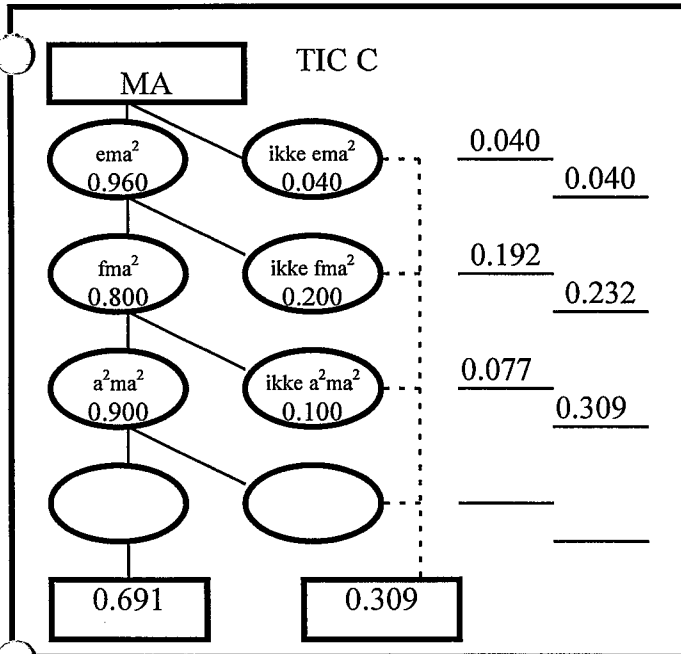 TIC C
MA
ema²
0.960
ikke ema²
0.040
0.040
0.040
fma²
0.800
ikke fma²
0.200
0.192
0.232
a²ma²
0.900
ikke a²ma²
0.100
0.077
0.309
0.691
0.309